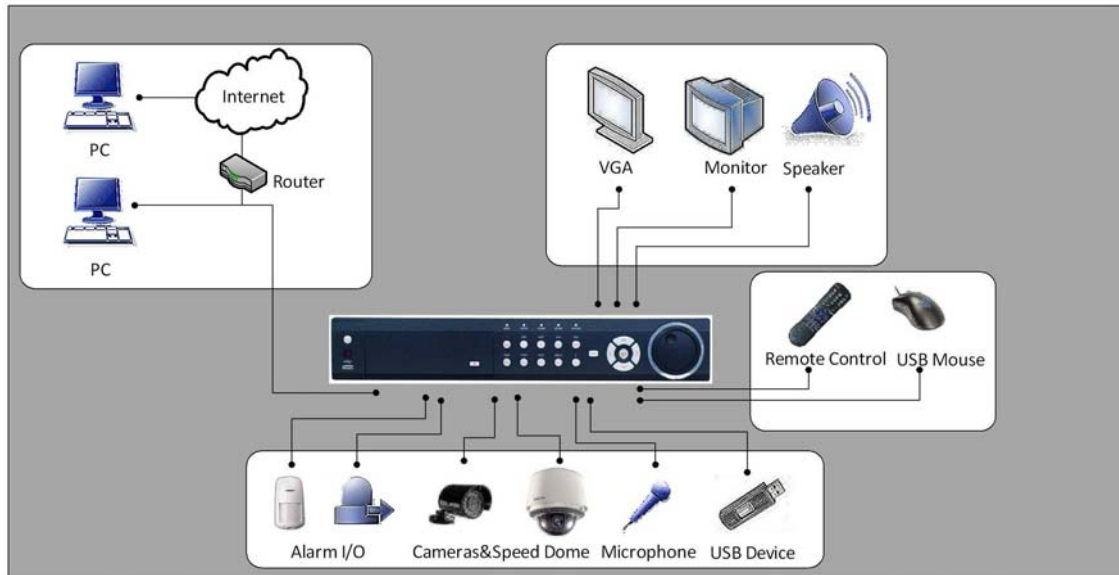 Internet
PC
Router
PC
VGA
Monitor
Speaker
Remote Control
USB Mouse
Alarm I/O
Cameras&Speed Dome
Microphone
USB Device